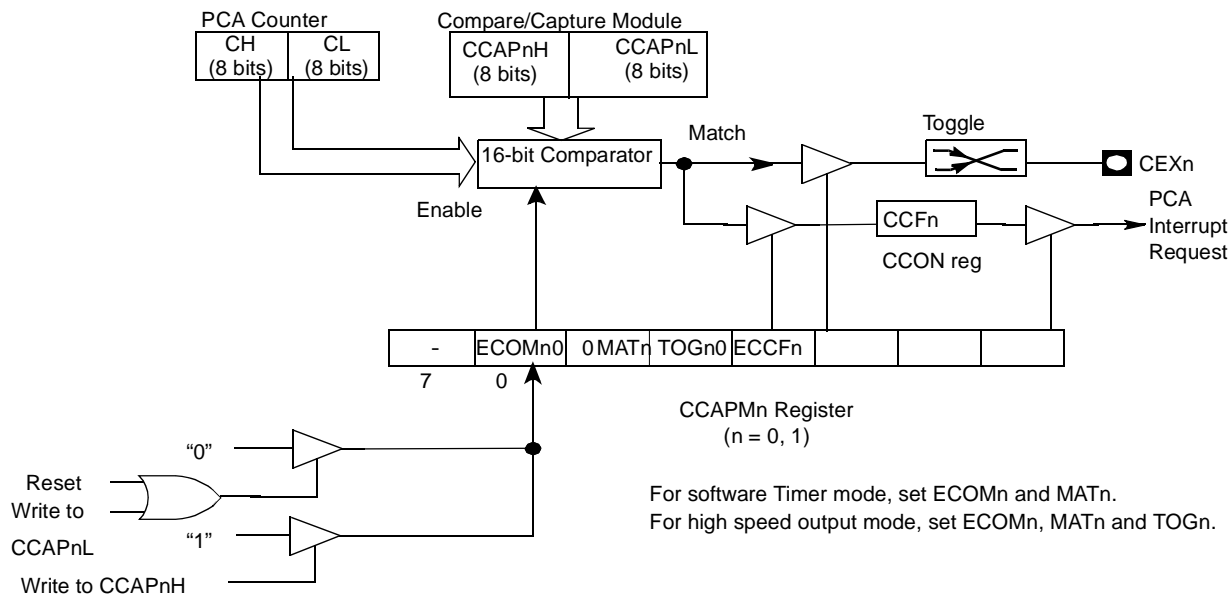 PCA Counter
CH
(8 bits)
CL
(8 bits)
Compare/Capture Module
CCAPnH
(8 bits)
CCAPnL
(8 bits)
16-bit Comparator
Match
Toggle
CEXn
Enable
CCFn
CCON reg
PCA
Interrupt
Request
- ECOMn0 0 MATn TOGn0 ECCFn
7 0
CCAPMn Register
(n = 0, 1)
“0”
Reset
Write to
CCAPnL
“1”
Write to CCAPnH
For software Timer mode, set ECOMn and MATn.
For high speed output mode, set ECOMn, MATn and TOGn.